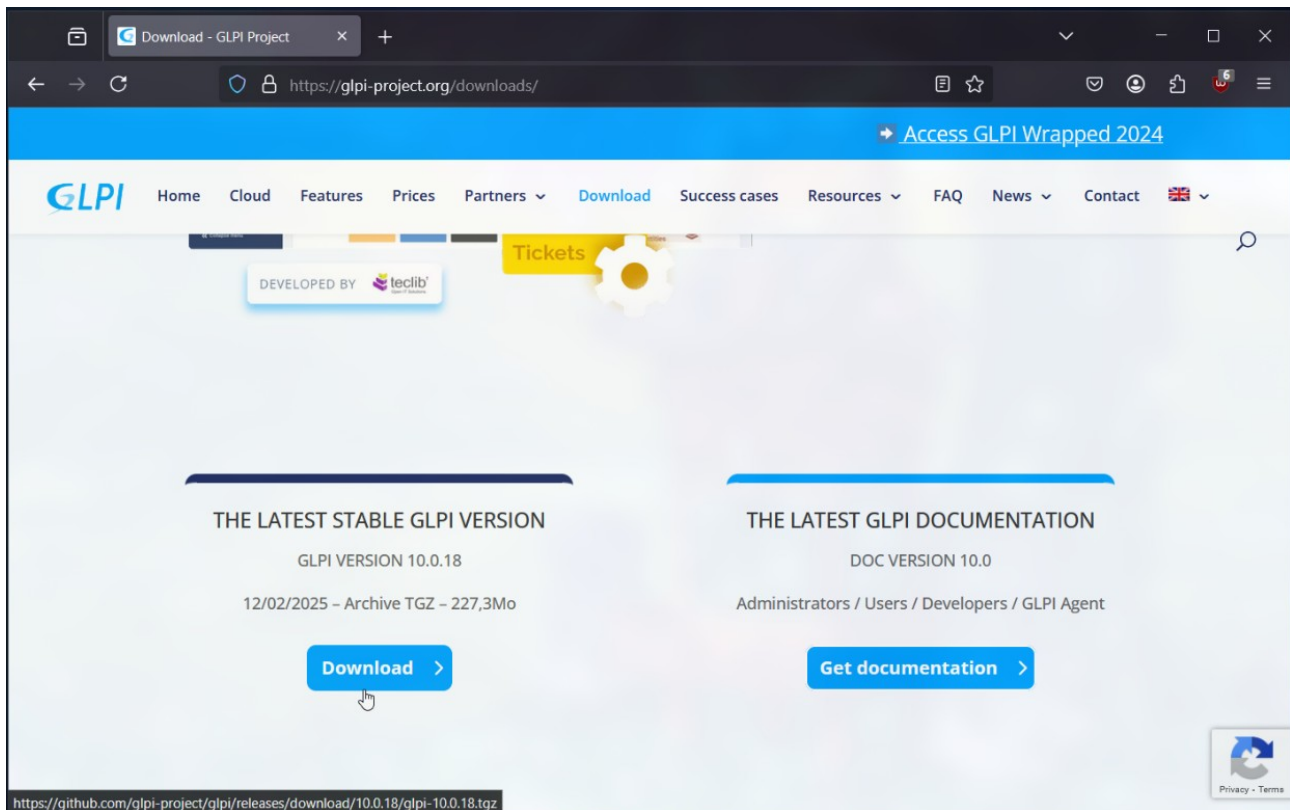 Download - GLPI Project
https://glpi-project.org/downloads/
6
Access GLPI Wrapped 2024
GLPI
Home Cloud Features Prices Partners Download Success cases Resources FAQ News Contact
Tickets
DEVELOPED BY teclib'
THE LATEST STABLE GLPI VERSION
GLPI VERSION 10.0.18
12/02/2025 – Archive TGZ – 227,3Mo
Download
THE LATEST GLPI DOCUMENTATION
DOC VERSION 10.0
Administrators / Users / Developers / GLPI Agent
Get documentation
Privacy - Terms
https://github.com/glpi-project/glpi/releases/download/10.0.18/glpi-10.0.18.tgz